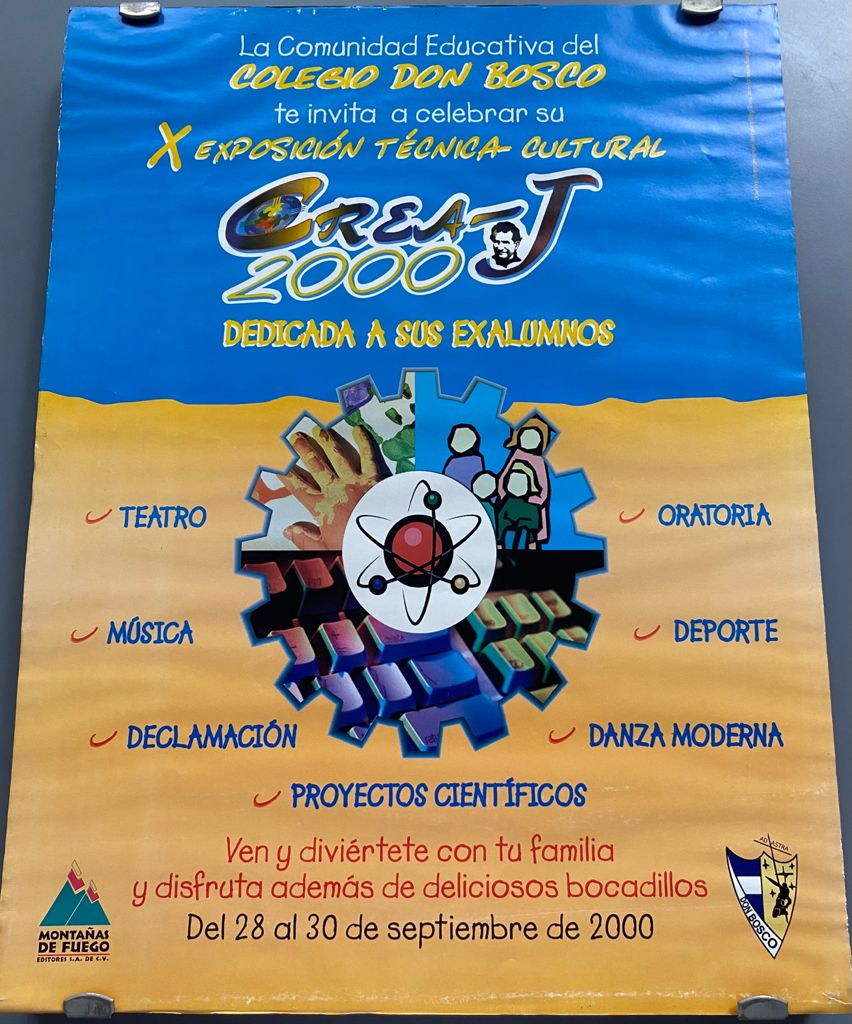 La Comunidad Educativa del
COLEGIO DON BOSCO
te invita a celebrar su
X EXPOSICIÓN TÉCNICA- CULTURAL
CREA-J
2000
DEDICADA A SUS EXALUMNOS
TEATRO
ORATORIA
MÚSICA
DEPORTE
DECLAMACIÓN
DANZA MODERNA
PROYECTOS CIENTÍFICOS
Ven y diviértete con tu familia
y disfruta además de deliciosos bocadillos
Del 28 al 30 de septiembre de 2000
MONTAÑAS
DE FUEGO
EDITORES S.A. DE C.V.
AD ASTRA
DON BOSCO